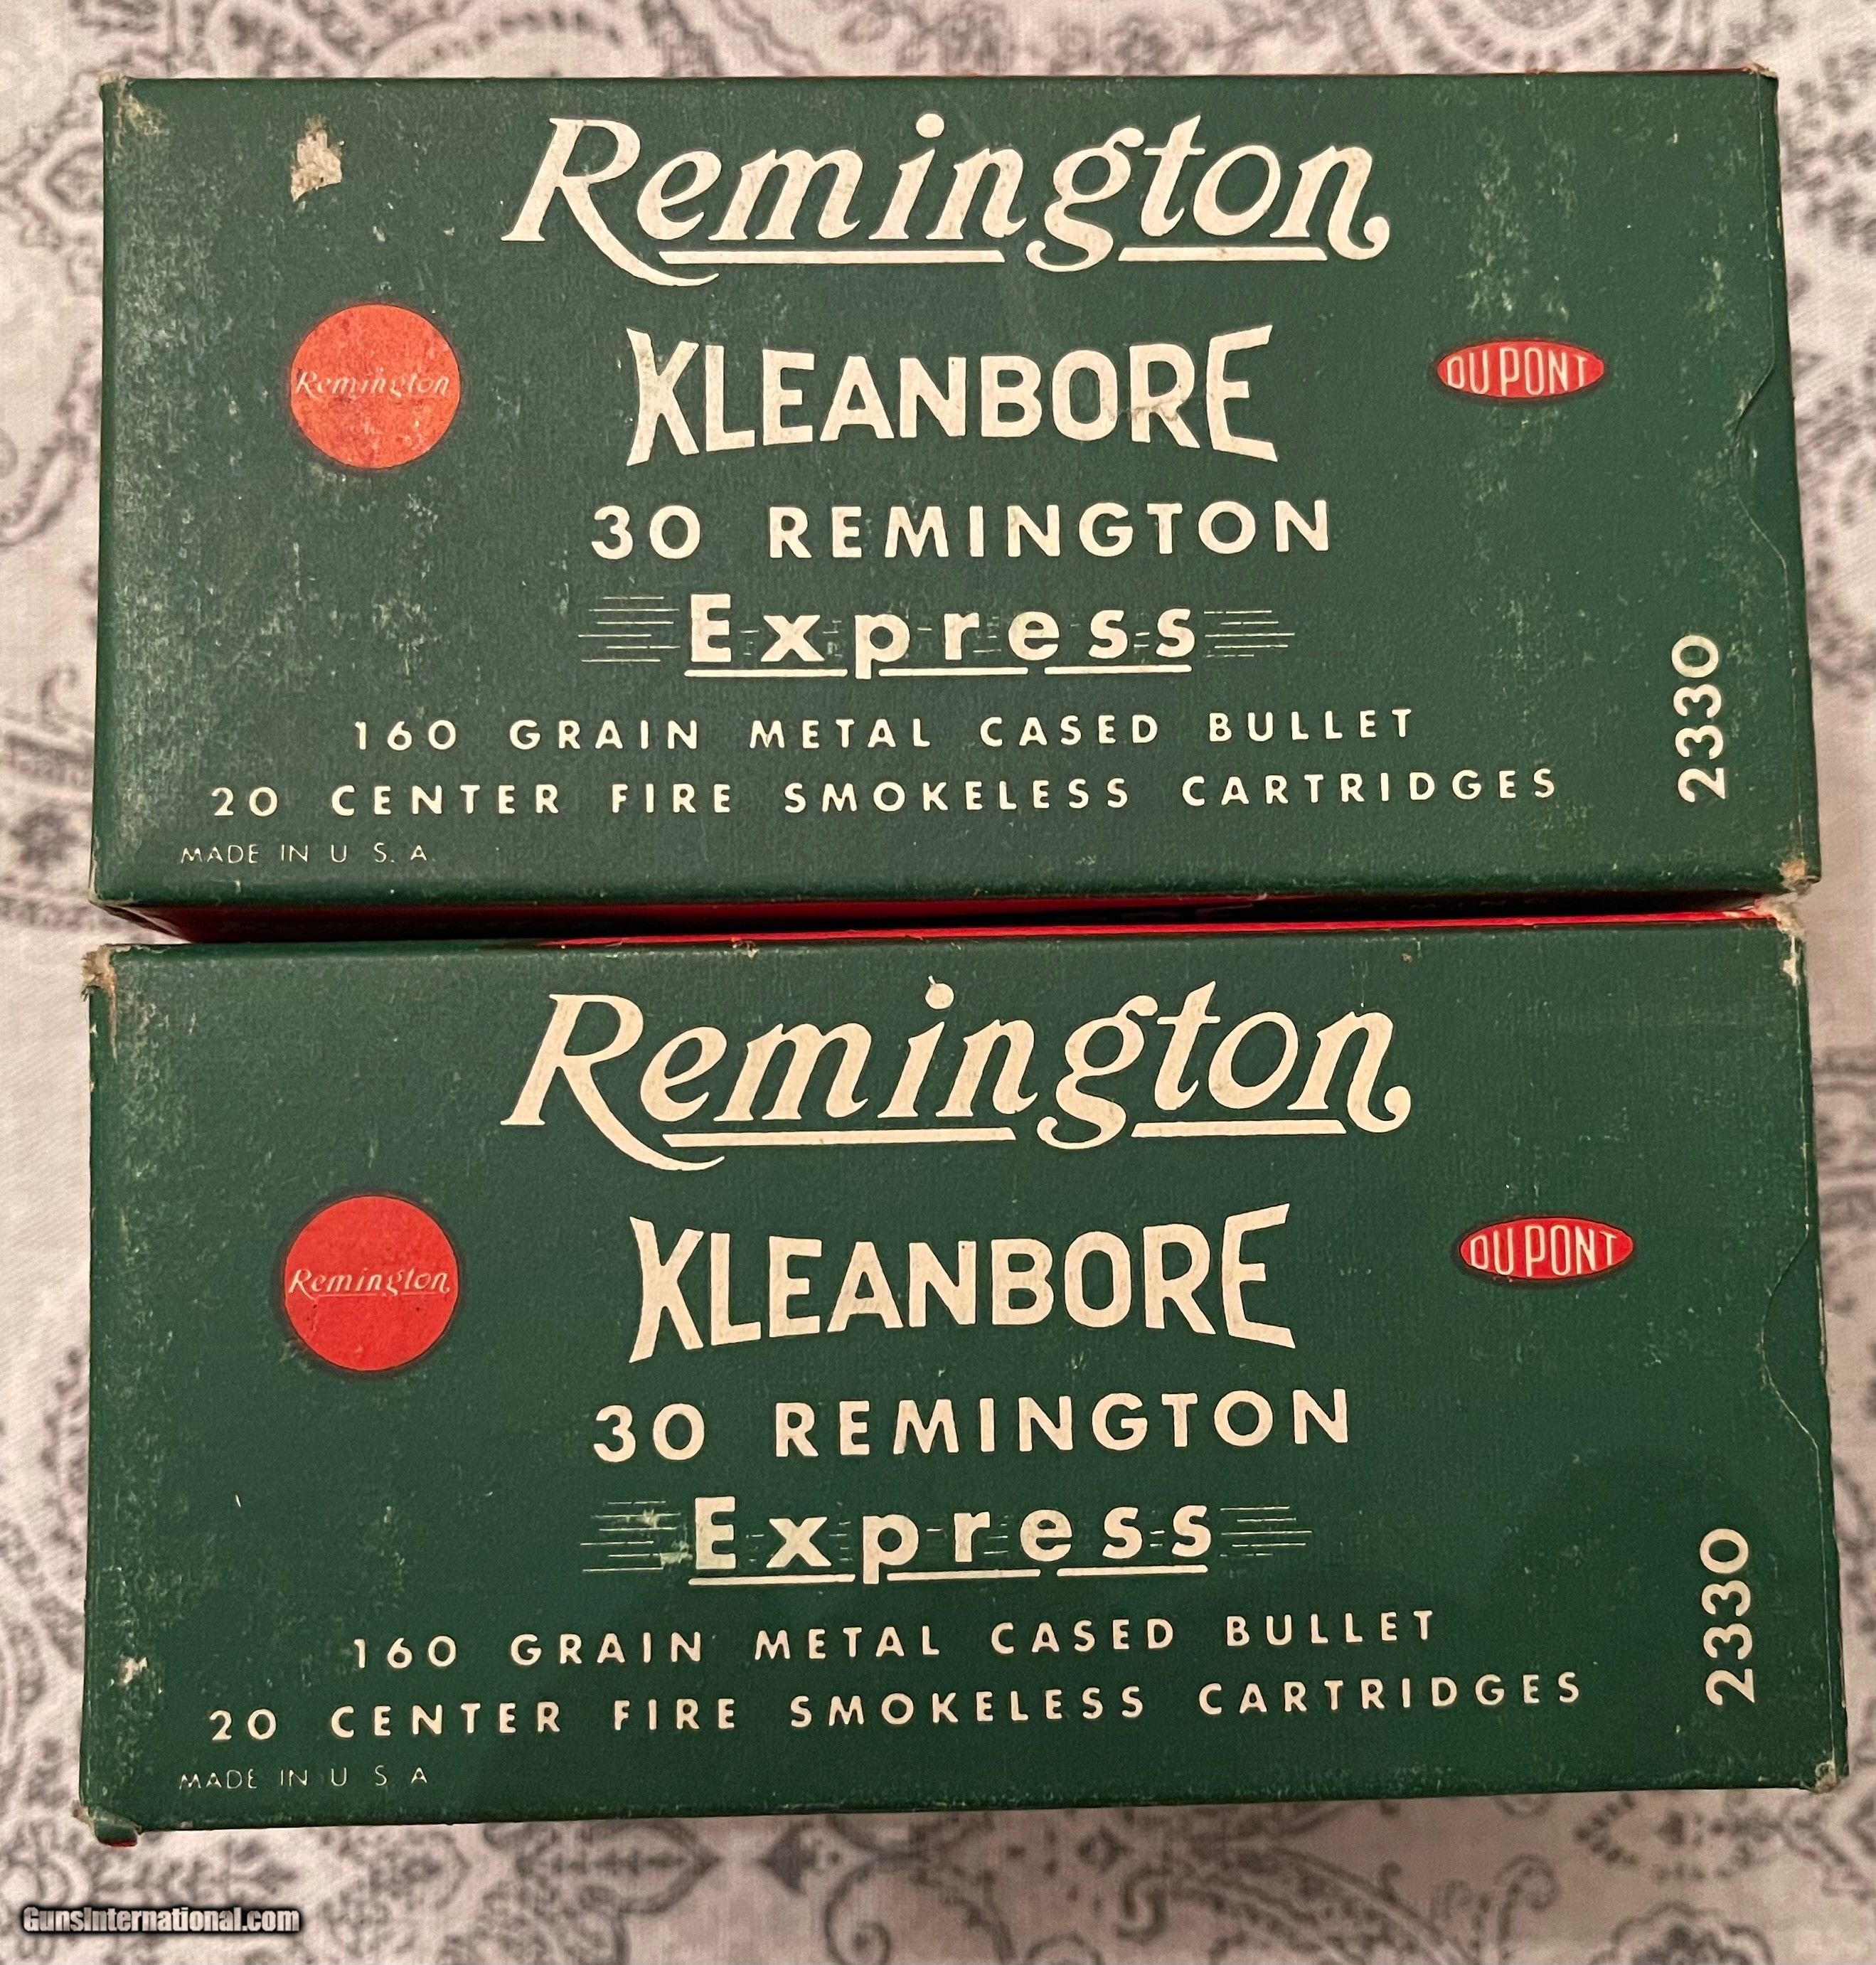 Remington
Remington
KLEANBORE
DU PONT
30 REMINGTON
Express
160 GRAIN METAL CASED BULLET
20 CENTER FIRE SMOKELESS CARTRIDGES
2330
MADE IN U S. A.
Remington
Remington
KLEANBORE
DU PONT
30 REMINGTON
Express
160 GRAIN METAL CASED BULLET
20 CENTER FIRE SMOKELESS CARTRIDGES
2330
MADE IN U S A
GunsInternational.com